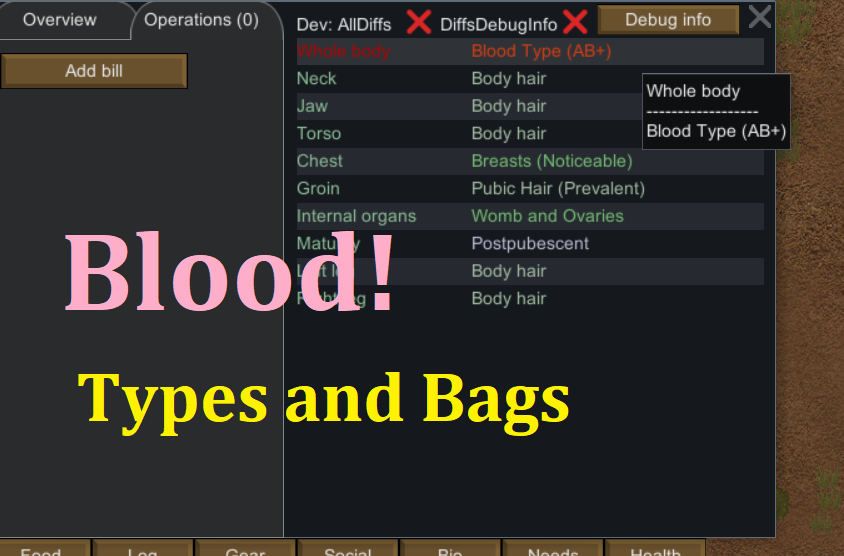 Overview Operations (0) Dev: AllDiffs DiffsDebugInfo Debug info
Add bill
Whole body Blood Type (AB+)
Neck Body hair
Jaw Body hair
Torso Body hair
Chest Breasts (Noticeable)
Groin Pubic Hair (Prevalent)
Internal organs Womb and Ovaries
Maturity Postpubescent
Left leg Body hair
Right leg Body hair
Whole body
------------------
Blood Type (AB+)
Blood!
Types and Bags
Food Log Gear Social Bio Needs Health